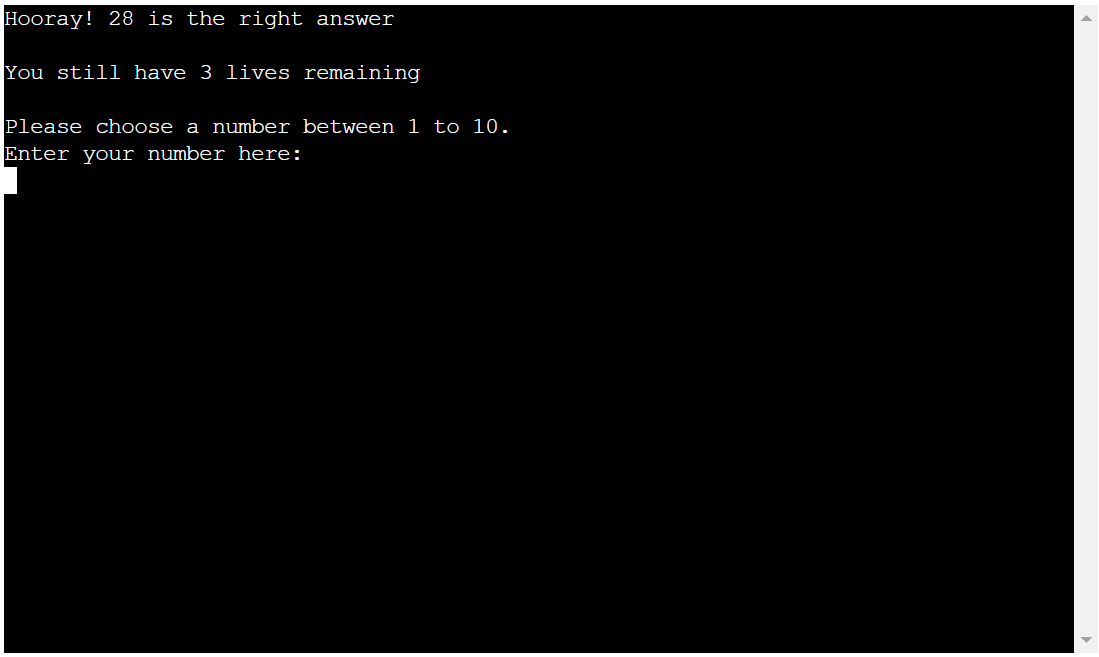 Hooray! 28 is the right answer
You still have 3 lives remaining
Please choose a number between 1 to 10.
Enter your number here: